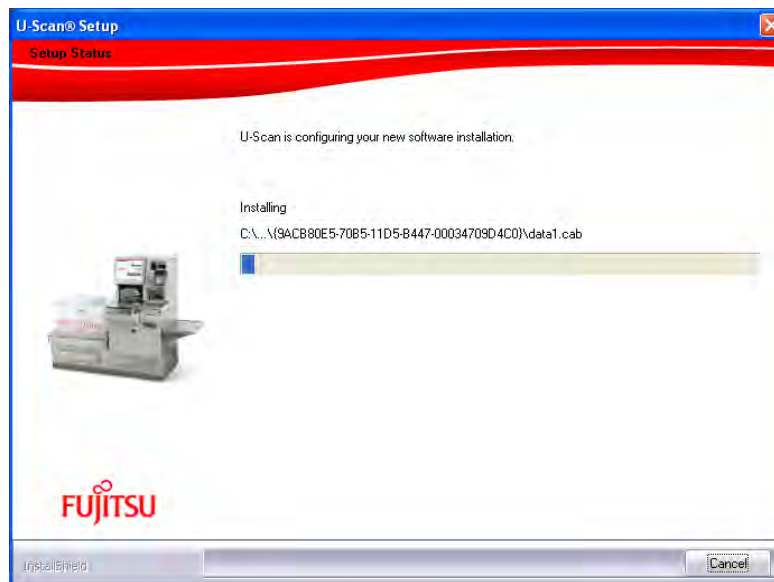 U-Scan® Setup
Setup Status
U-Scan is configuring your new software installation.
Installing
C:\...\{9ACB80E5-70B5-11D5-B447-00034709D4C0}\data1.cab
FUJITSU
InstallShield
Cancel